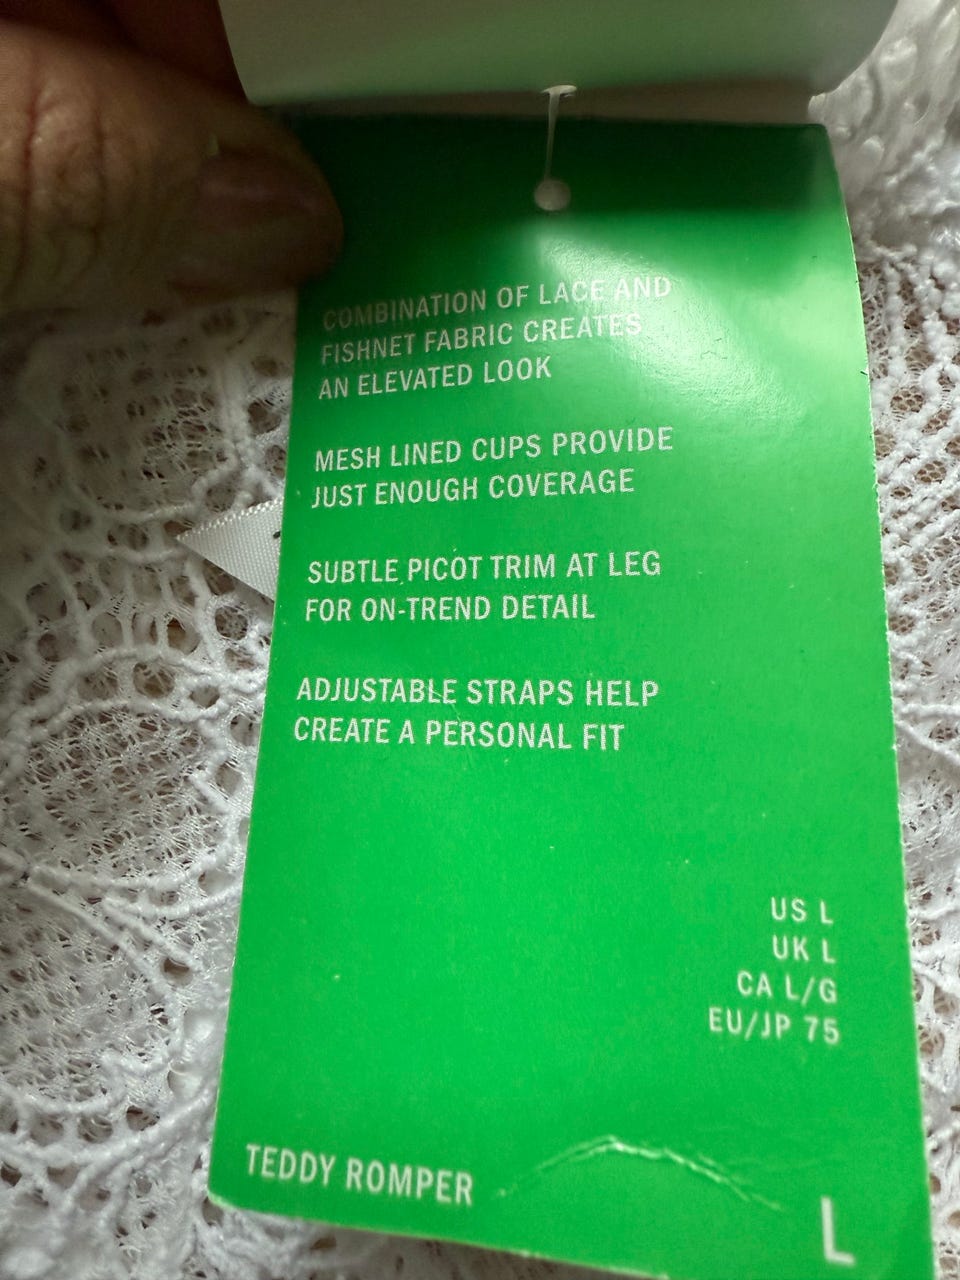 COMBINATION OF LACE AND
FISHNET FABRIC CREATES
AN ELEVATED LOOK
MESH LINED CUPS PROVIDE
JUST ENOUGH COVERAGE
SUBTLE PICOT TRIM AT LEG
FOR ON-TREND DETAIL
ADJUSTABLE STRAPS HELP
CREATE A PERSONAL FIT
US L
UK L
CA L/G
EU/JP 75
TEDDY ROMPER
L